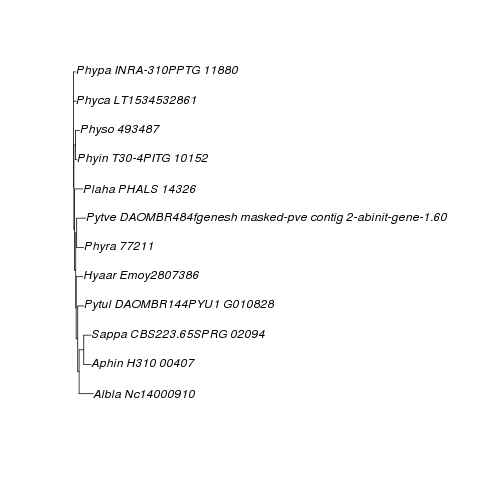 Phypa INRA-310PPTG 11880
Phyca LT1534532861
Physo 493487
Phyin T30-4PITG 10152
Plaha PHALS 14326
Pytve DAOMBR484fgenesh masked-pve contig 2-abinit-gene-1.60
Phyra 77211
Hyaar Emoy2807386
Pytul DAOMBR144PYU1 G010828
Sappa CBS223.65SPRG 02094
Aphin H310 00407
Albla Nc14000910